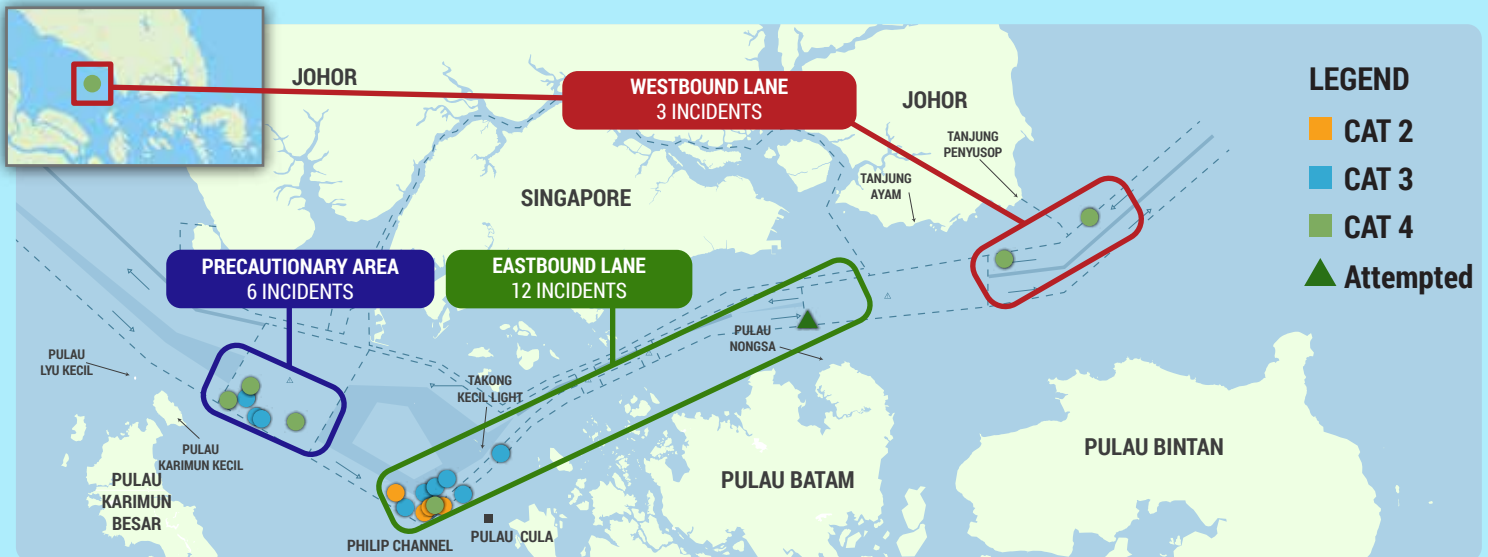 JOHOR
WESTBOUND LANE
3 INCIDENTS
JOHOR
TANJUNG
PENYUSOP
TANJUNG
AYAM
SINGAPORE
LEGEND
CAT 2
CAT 3
CAT 4
Attempted
PRECAUTIONARY AREA
6 INCIDENTS
EASTBOUND LANE
12 INCIDENTS
PULAU
NONGSA
PULAU
LYU KECIL
TAKONG
KECIL LIGHT
PULAU
KARIMUN KECIL
PULAU
KARIMUN
BESAR
PULAU BATAM
PULAU BINTAN
PHILIP CHANNEL
PULAU CULA